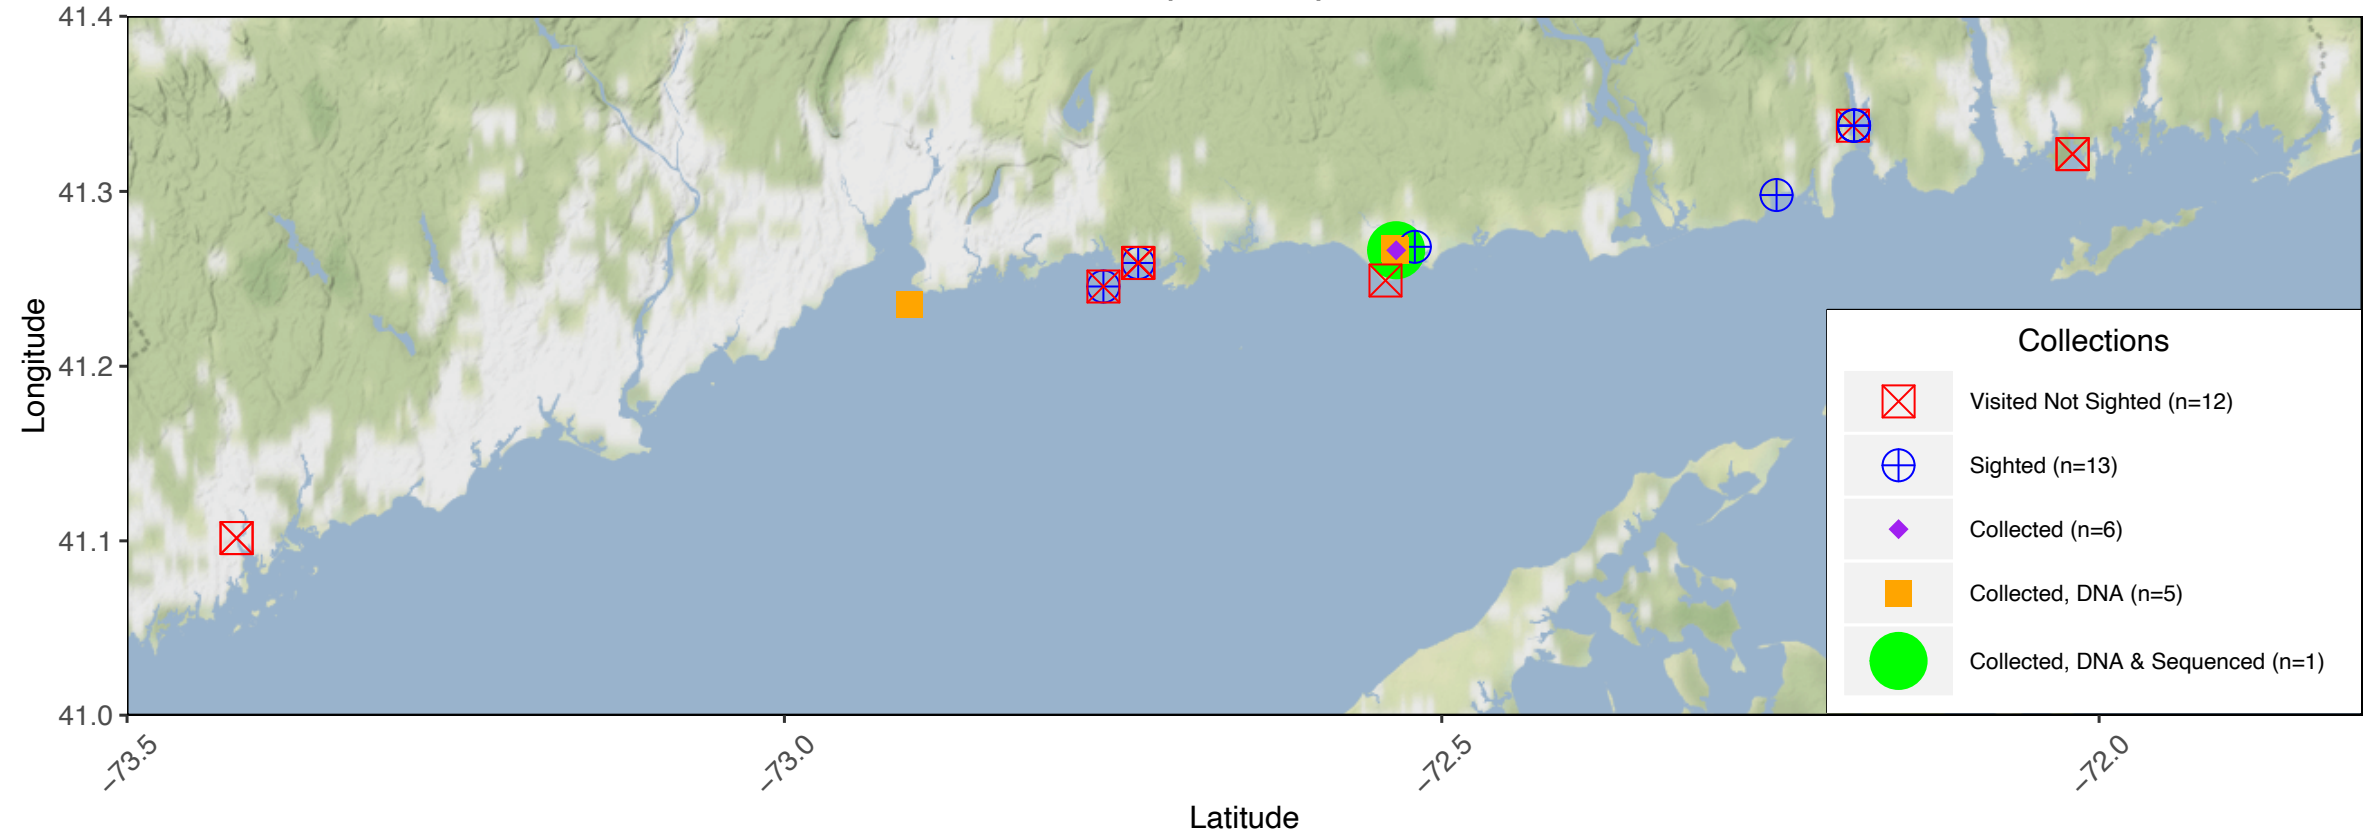 41.4
41.3
41.2
41.1
41.0
Longitude
−73.5
−73.0
−72.5
−72.0
Latitude
Collections
Visited Not Sighted (n=12)
Sighted (n=13)
Collected (n=6)
Collected, DNA (n=5)
Collected, DNA & Sequenced (n=1)